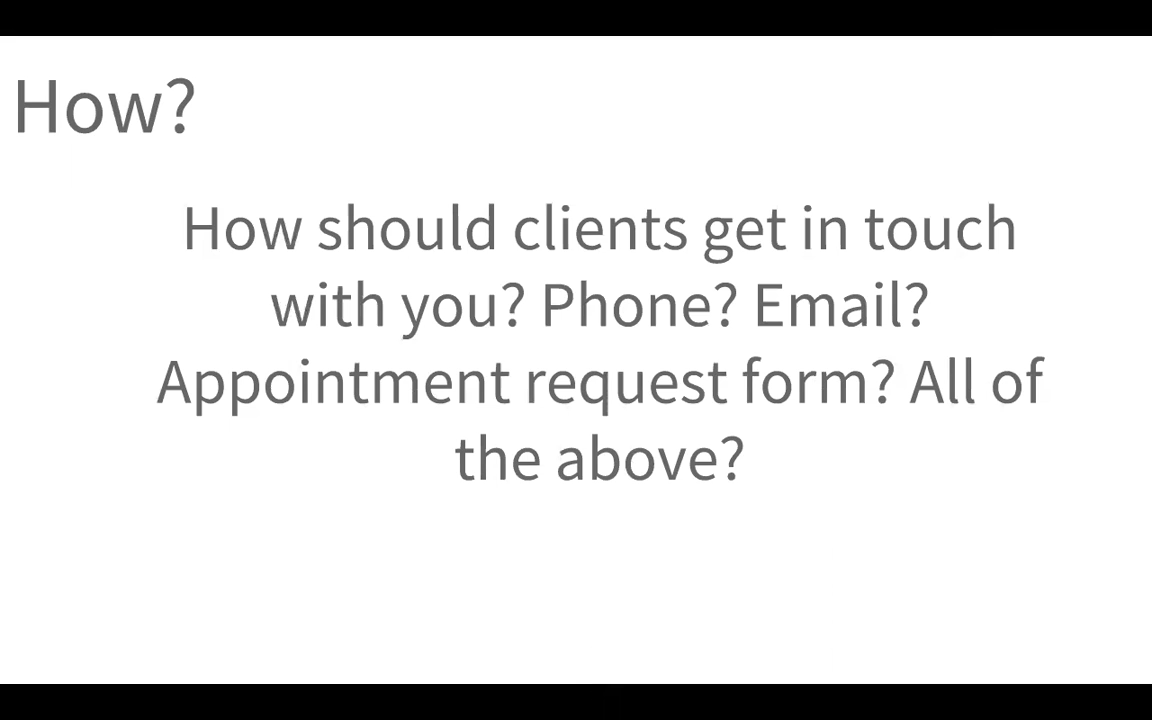 How?
How should clients get in touch
with you? Phone? Email?
Appointment request form? All of
the above?